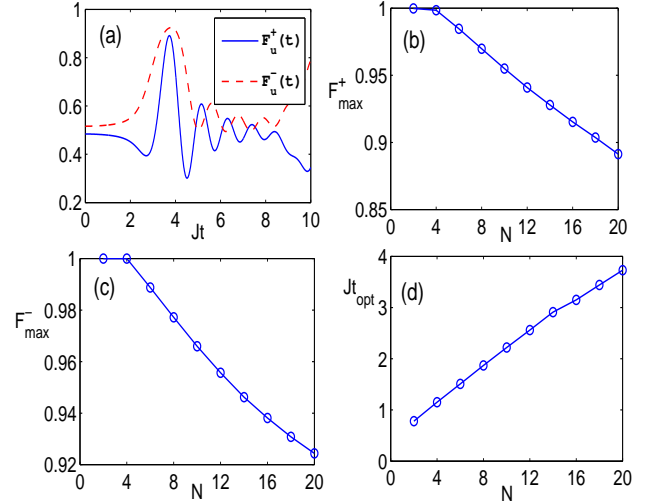 (a)
F_u^+(t)
F_u^-(t)
1
0.8
0.6
0.4
0.2
0 2 4 6 8 10
Jt
(b)
F_max^+
1
0.95
0.9
0.85
0 4 8 12 16 20
N
(c)
F_max^-
1
0.98
0.96
0.94
0.92
0 4 8 12 16 20
N
(d)
Jt_opt
4
3
2
1
0
0 4 8 12 16 20
N